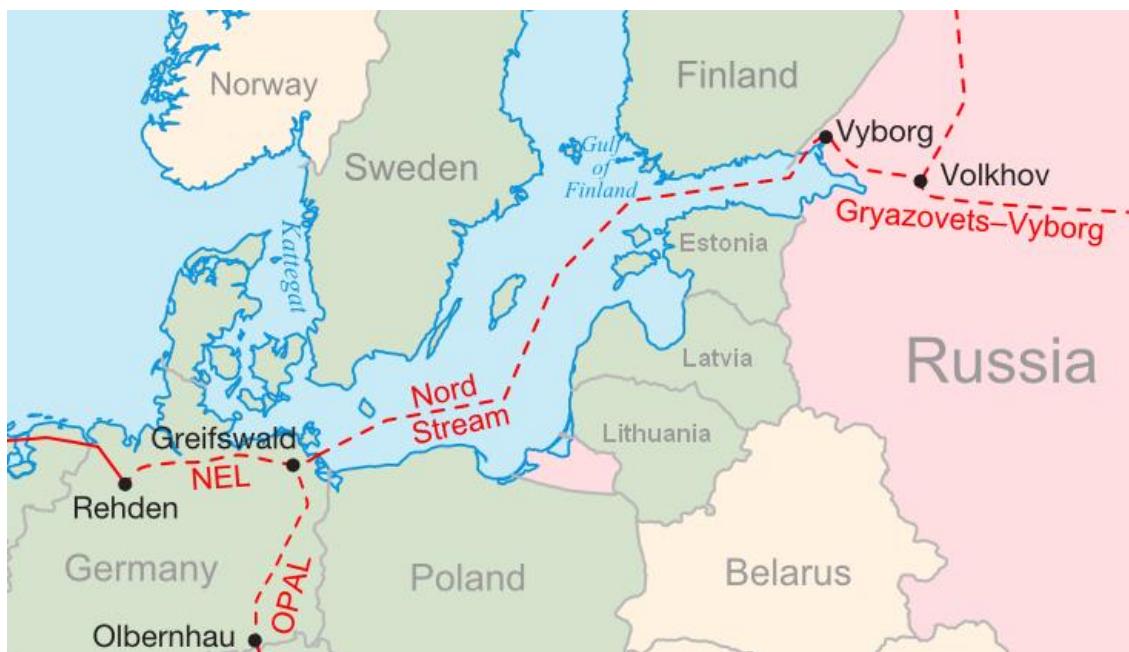 Finland
Norway
Vyborg
Gulf
of
Finland
Sweden
Volkhov
Gryazovets–Vyborg
Kattegat
Estonia
Russia
Latvia
Nord
Stream
Lithuania
Greifswald
NEL
Rehden
Germany
OPAL
Poland
Belarus
Olbernhau